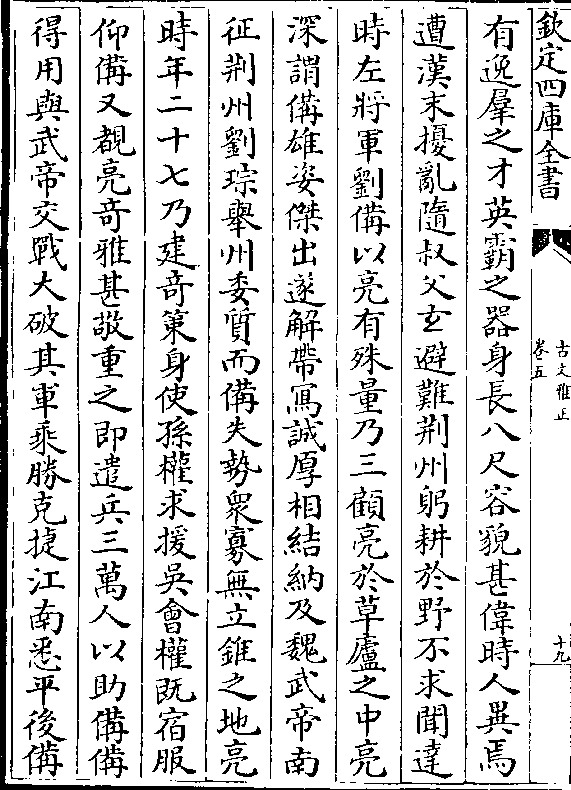 欽定四庫全書
古文雅正
卷五
十九
有逸羣之才英霸之器身長八尺容貌甚偉時人異焉
遭漢末擾亂隨叔父玄避難荆州躬耕於野不求聞達
時左將軍劉備以亮有殊量乃三顧亮於草廬之中亮
深謂備雄姿傑出遂解帶寫誠厚相結納及魏武帝南
征荆州劉琮舉州委質而備失勢衆寡無立錐之地亮
時年二十七乃建竒策身使孫權求援吳會權既宿服
仰備又覩亮竒雅甚敬重之即遣兵三萬人以助備備
得用與武帝交戰大破其軍乘勝克捷江南悉平後備